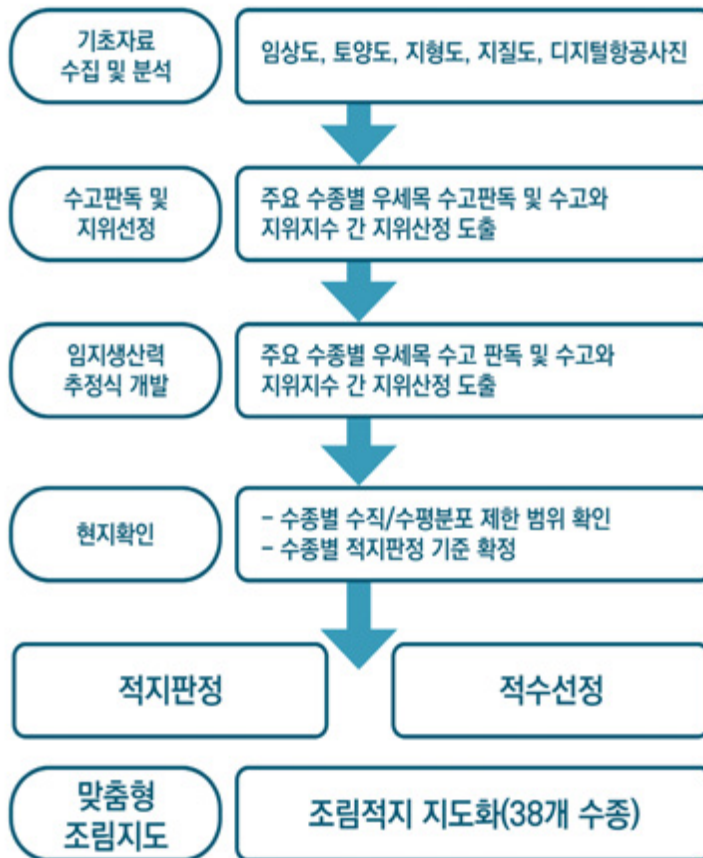 기초자료
수집 및 분석
임상도, 토양도, 지형도, 지질도, 디지털항공사진
수고판독 및
지위선정
주요 수종별 우세목 수고판독 및 수고와
지위지수 간 지위산정 도출
임지생산력
추정식 개발
주요 수종별 우세목 수고 판독 및 수고와
지위지수 간 지위산정 도출
현지확인
- 수종별 수직/수평분포 제한 범위 확인
- 수종별 적지판정 기준 확정
적지판정
적수선정
맞춤형
조림지도
조림적지 지도화(38개 수종)